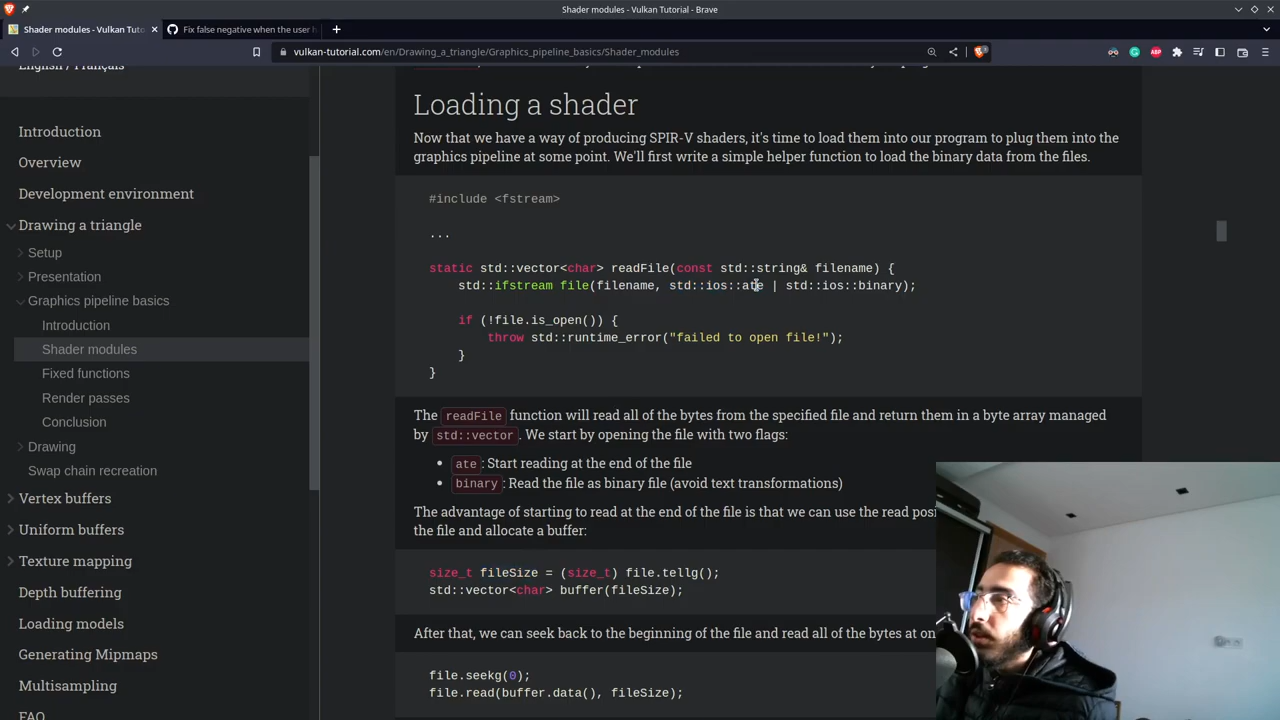 Shader modules - Vulkan Tutorial - Brave
Shader modules - Vulkan Tuto
Fix false negative when the user h
vulkan-tutorial.com/en/Drawing_a_triangle/Graphics_pipeline_basics/Shader_modules
English / Français
Introduction
Overview
Development environment
Drawing a triangle
Setup
Presentation
Graphics pipeline basics
Introduction
Shader modules
Fixed functions
Render passes
Conclusion
Drawing
Swap chain recreation
Vertex buffers
Uniform buffers
Texture mapping
Depth buffering
Loading models
Generating Mipmaps
Multisampling
FAQ
Loading a shader
Now that we have a way of producing SPIR-V shaders, it's time to load them into our program to plug them into the
graphics pipeline at some point. We'll first write a simple helper function to load the binary data from the files.
#include <fstream>
...
static std::vector<char> readFile(const std::string& filename) {
std::ifstream file(filename, std::ios::ate | std::ios::binary);
if (!file.is_open()) {
throw std::runtime_error("failed to open file!");
}
}
The readFile function will read all of the bytes from the specified file and return them in a byte array managed
by std::vector. We start by opening the file with two flags:
• ate: Start reading at the end of the file
• binary: Read the file as binary file (avoid text transformations)
The advantage of starting to read at the end of the file is that we can use the read pos
the file and allocate a buffer:
size_t fileSize = (size_t) file.tellg();
std::vector<char> buffer(fileSize);
After that, we can seek back to the beginning of the file and read all of the bytes at on
file.seekg(0);
file.read(buffer.data(), fileSize);